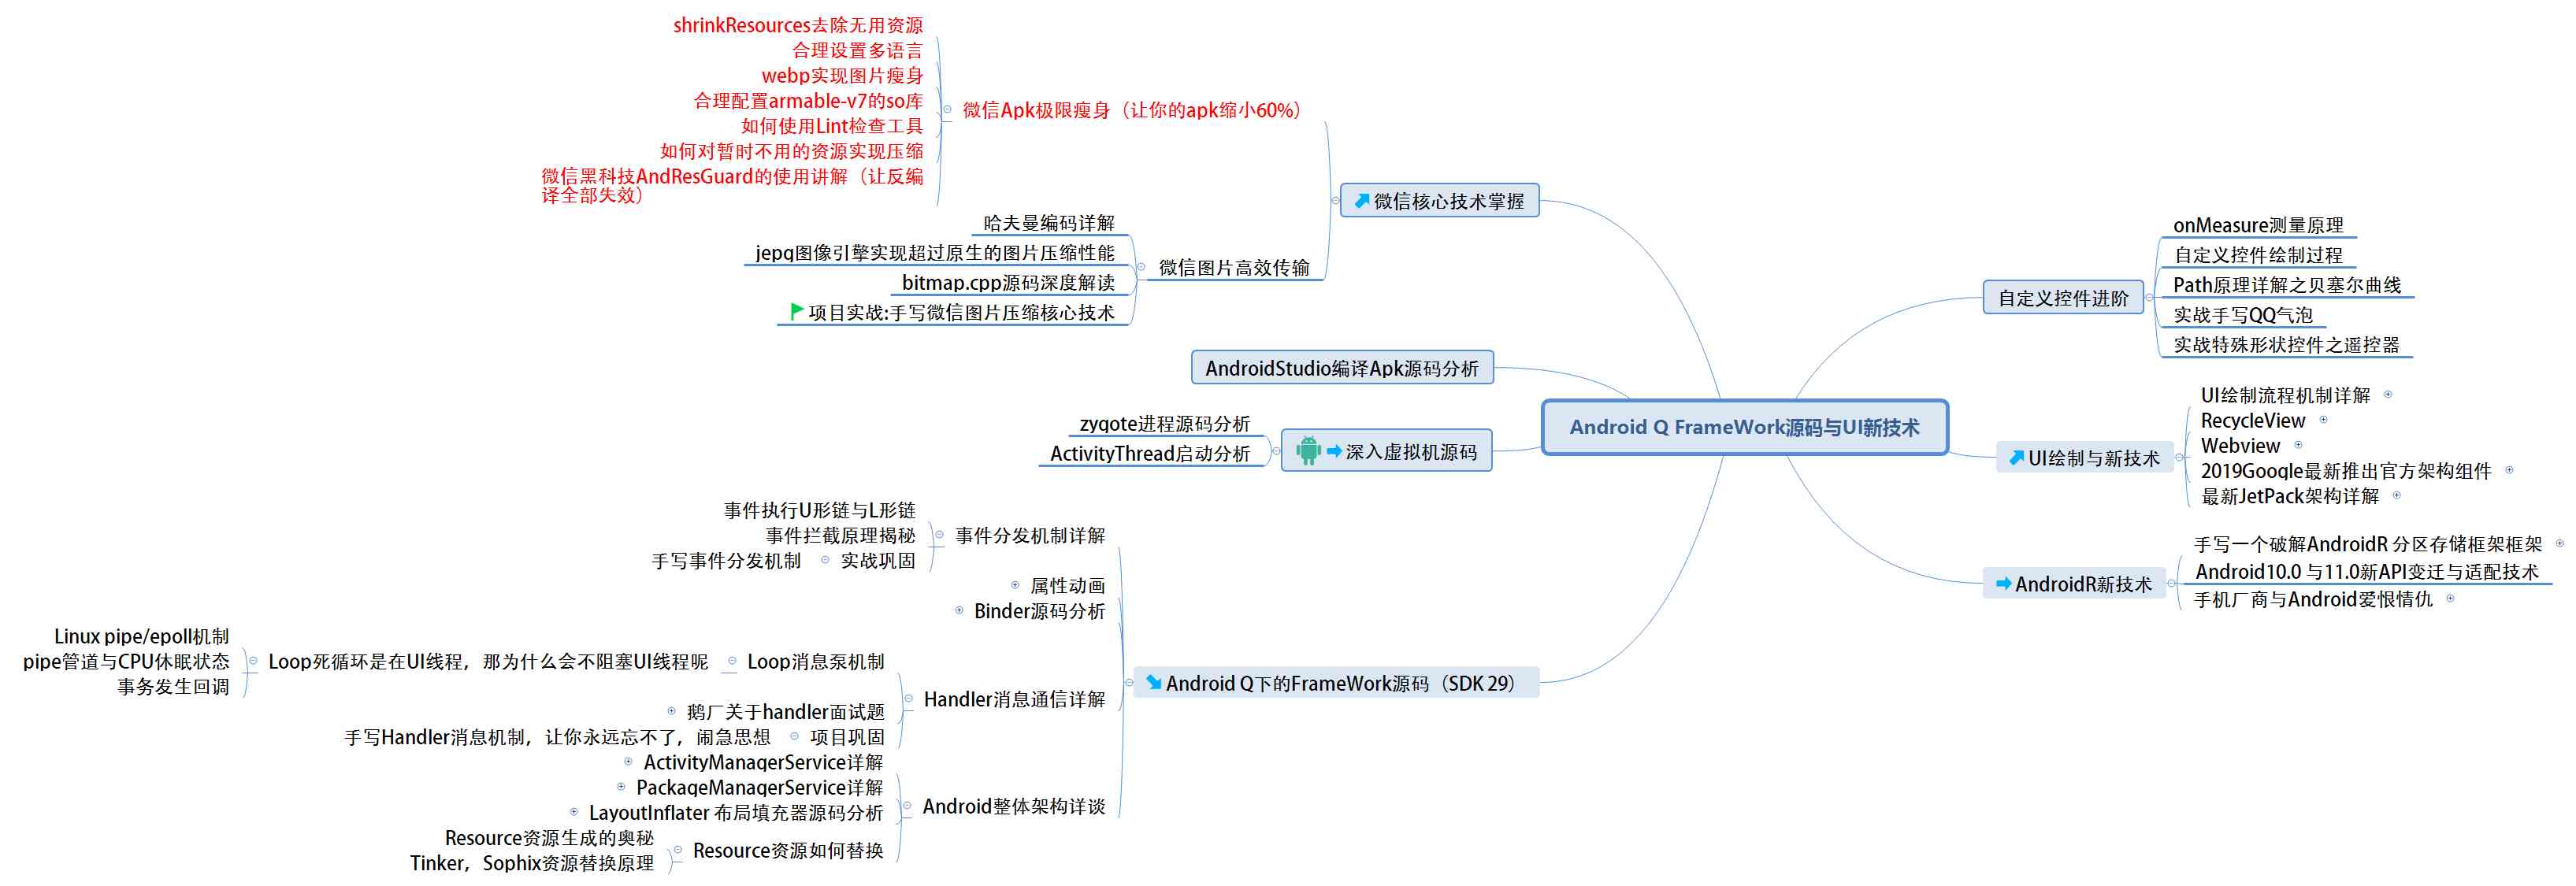 Android Q FrameWork源码与UI新技术
微信核心技术掌握
微信Apk极限瘦身（让你的apk缩小60%）
shrinkResources去除无用资源
合理设置多语言
webp实现图片瘦身
合理配置armable-v7的so库
如何使用Lint检查工具
如何对暂时不用的资源实现压缩
微信黑科技AndResGuard的使用讲解（让反编
译全部失效）
微信图片高效传输
哈夫曼编码详解
jepg图像引擎实现超过原生的图片压缩性能
bitmap.cpp源码深度解读
项目实战:手写微信图片压缩核心技术
AndroidStudio编译Apk源码分析
深入虚拟机源码
zygote进程源码分析
ActivityThread启动分析
Android Q下的FrameWork源码（SDK 29）
事件分发机制详解
事件执行U形链与L形链
事件拦截原理揭秘
实战巩固
手写事件分发机制
属性动画
Binder源码分析
Handler消息通信详解
Loop消息泵机制
Loop死循环是在UI线程，那为什么会不阻塞UI线程呢
Linux pipe/epoll机制
pipe管道与CPU休眠状态
事务发生回调
鹅厂关于handler面试题
项目巩固
手写Handler消息机制，让你永远忘不了，闹急思想
Android整体架构详谈
ActivityManagerService详解
PackageManagerService详解
LayoutInflater 布局填充器源码分析
Resource资源如何替换
Resource资源生成的奥秘
Tinker，Sophix资源替换原理
自定义控件进阶
onMeasure测量原理
自定义控件绘制过程
Path原理详解之贝塞尔曲线
实战手写QQ气泡
实战特殊形状控件之遥控器
UI绘制与新技术
UI绘制流程机制详解
RecycleView
Webview
2019Google最新推出官方架构组件
最新JetPack架构详解
AndroidR新技术
手写一个破解AndroidR 分区存储框架框架
Android10.0 与11.0新API变迁与适配技术
手机厂商与Android爱恨情仇